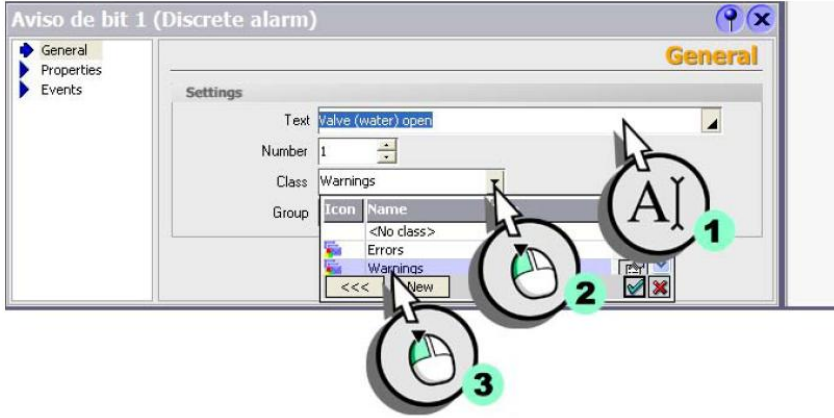 Aviso de bit 1 (Discrete alarm)
General
Properties
Events
General
Settings
Text Valve (water) open
Number 1
Class Warnings
Group
Icon Name
<No class>
Errors
Warnings
<<< New
A
1
2
3